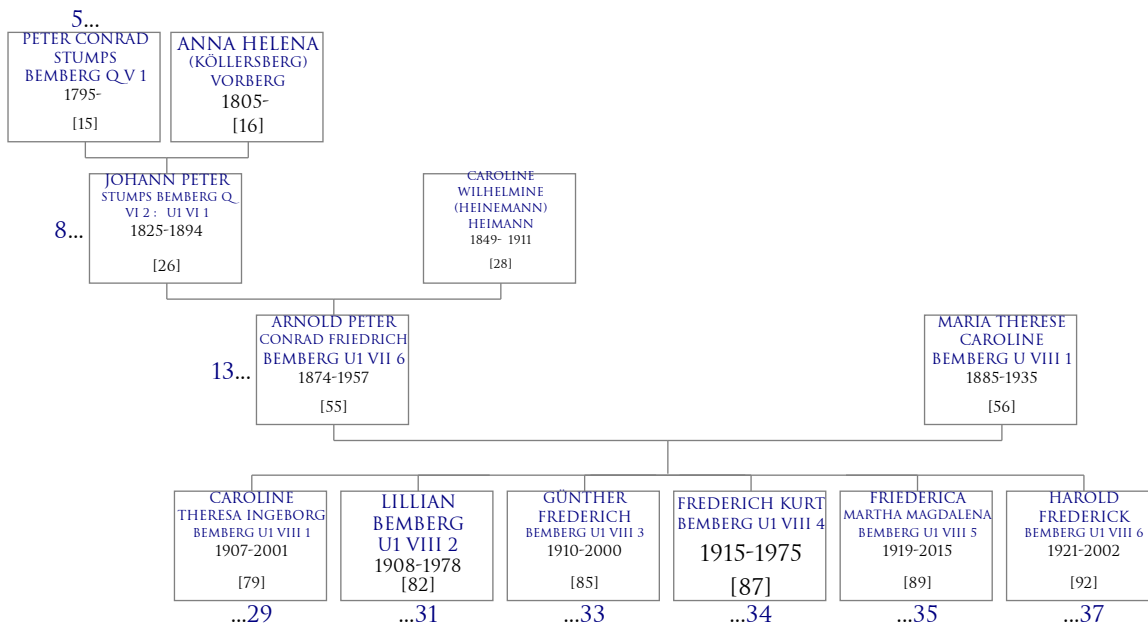 5...
PETER CONRAD
STUMPS
BEMBERG Q V 1
1795-
[15]
ANNA HELENA
(KÖLLERSBERG)
VORBERG
1805-
[16]
8...
JOHANN PETER
STUMPS BEMBERG Q
VI 2 : U1 VI 1
1825-1894
[26]
CAROLINE
WILHELMINE
(HEINEMANN)
HEIMANN
1849- 1911
[28]
13...
ARNOLD PETER
CONRAD FRIEDRICH
BEMBERG U1 VII 6
1874-1957
[55]
MARIA THERESE
CAROLINE
BEMBERG U VIII 1
1885-1935
[56]
CAROLINE
THERESA INGEBORG
BEMBERG U1 VIII 1
1907-2001
[79]
...29
LILLIAN
BEMBERG
U1 VIII 2
1908-1978
[82]
...31
GÜNTHER
FREDERICH
BEMBERG U1 VIII 3
1910-2000
[85]
...33
FREDERICH KURT
BEMBERG U1 VIII 4
1915-1975
[87]
...34
FRIEDERICA
MARTHA MAGDALENA
BEMBERG U1 VIII 5
1919-2015
[89]
...35
HAROLD
FREDERICK
BEMBERG U1 VIII 6
1921-2002
[92]
...37